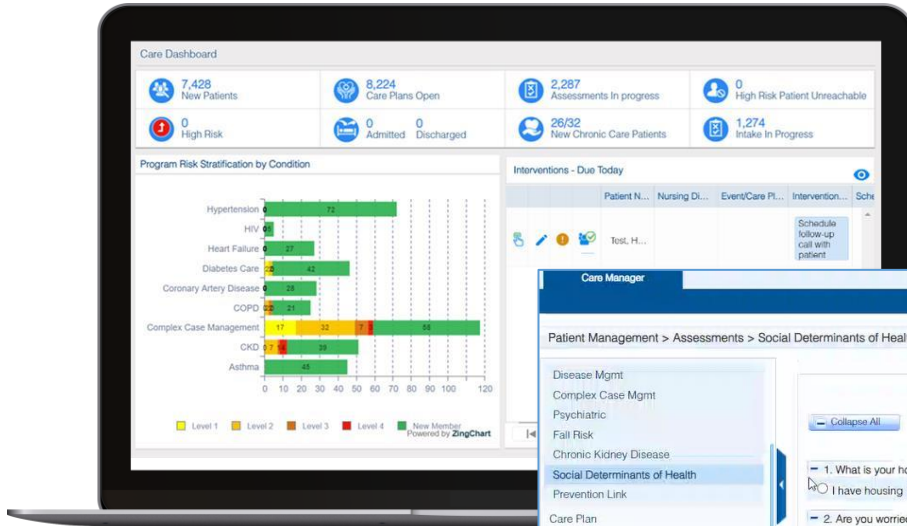 Care Dashboard
7,428
New Patients
8,224
Care Plans Open
2,287
Assessments In progress
0
High Risk Patient Unreachable
0
High Risk
0 0
Admitted Discharged
26/32
New Chronic Care Patients
1,274
Intake In Progress
Program Risk Stratification by Condition
Hypertension 0 72
HIV
Heart Failure 0 27
Diabetes Care 42
Coronary Artery Disease 0 28
COPD 21
Complex Case Management 17 32 7 58
CKD 7 39
Asthma 45
0 10 20 30 40 50 60 70 80 90 100 120
Level 1 Level 2 Level 3 Level 4 New Member
Powered by ZingChart
Interventions - Due Today
Patient N... Nursing Di... Event/Care Pl... Intervention... Sche
Test, H...
Schedule
follow-up
call with
patient
Care Manager
Patient Management > Assessments > Social Determinants of Heal
Disease Mgmt
Complex Case Mgmt
Psychiatric
Fall Risk
Chronic Kidney Disease
Social Determinants of Health
Prevention Link
Care Plan
Collapse All
1. What is your ho
I have housing
2. Are you worried